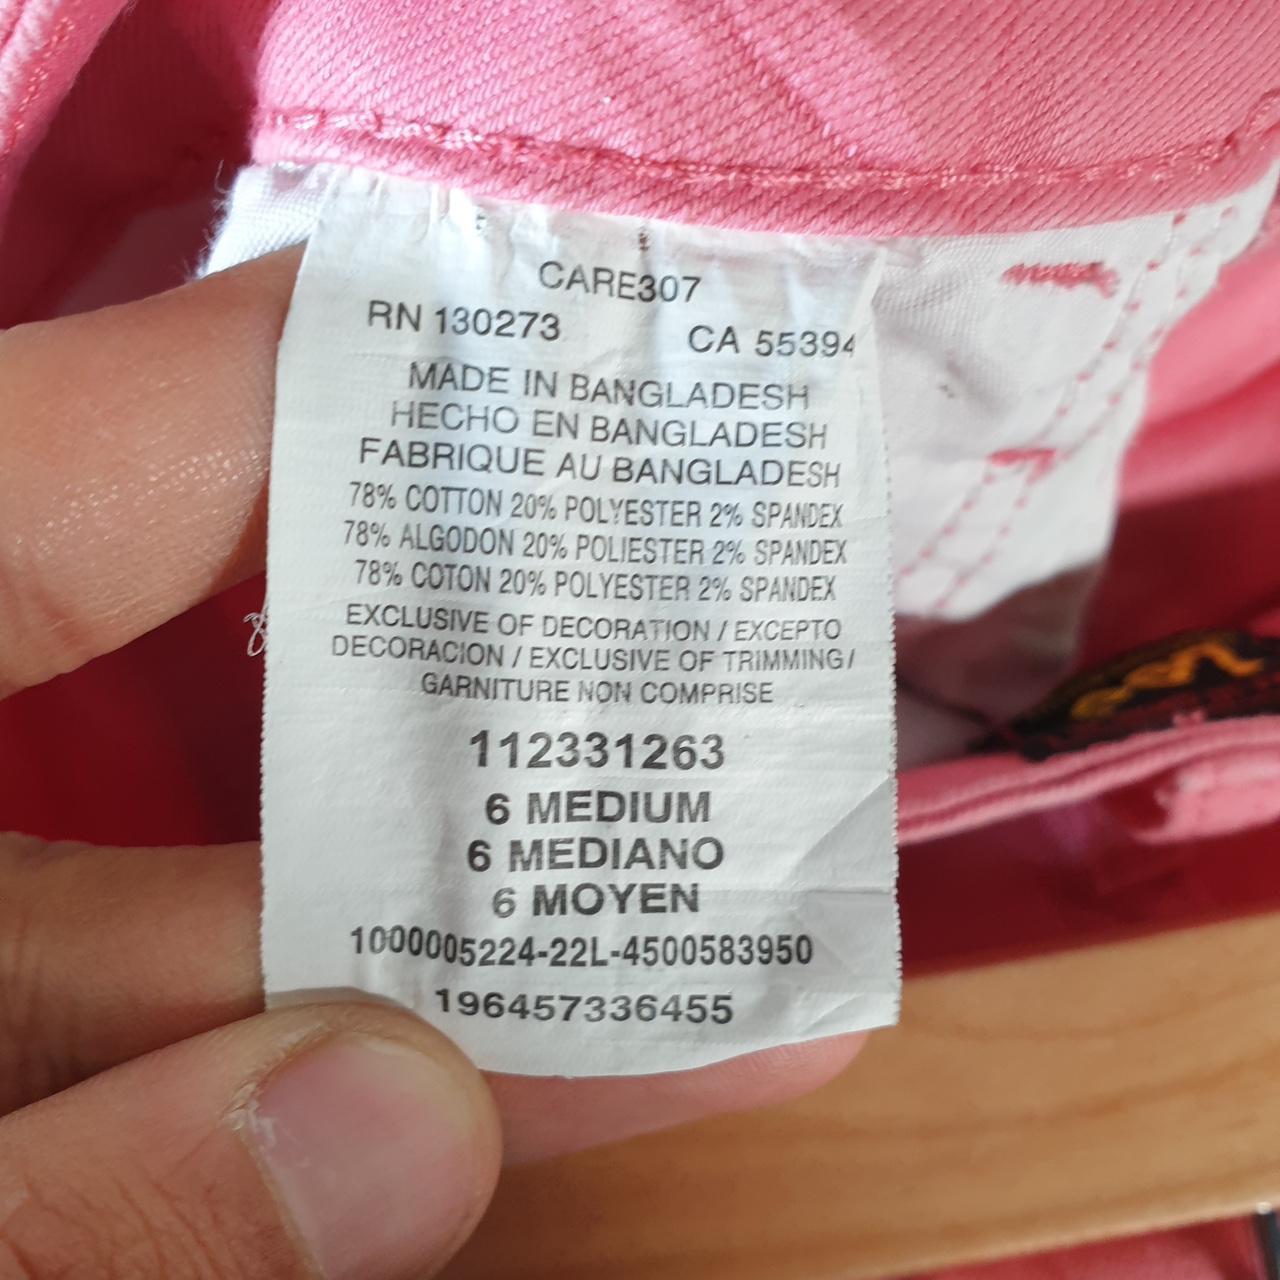 CARE307
RN 130273 CA 55394
MADE IN BANGLADESH
HECHO EN BANGLADESH
FABRIQUE AU BANGLADESH
78% COTTON 20% POLYESTER 2% SPANDEX
78% ALGODON 20% POLIESTER 2% SPANDEX
78% COTON 20% POLYESTER 2% SPANDEX
EXCLUSIVE OF DECORATION / EXCEPTO
DECORACION / EXCLUSIVE OF TRIMMING/
GARNITURE NON COMPRISE
112331263
6 MEDIUM
6 MEDIANO
6 MOYEN
1000005224-22L-4500583950
196457336455